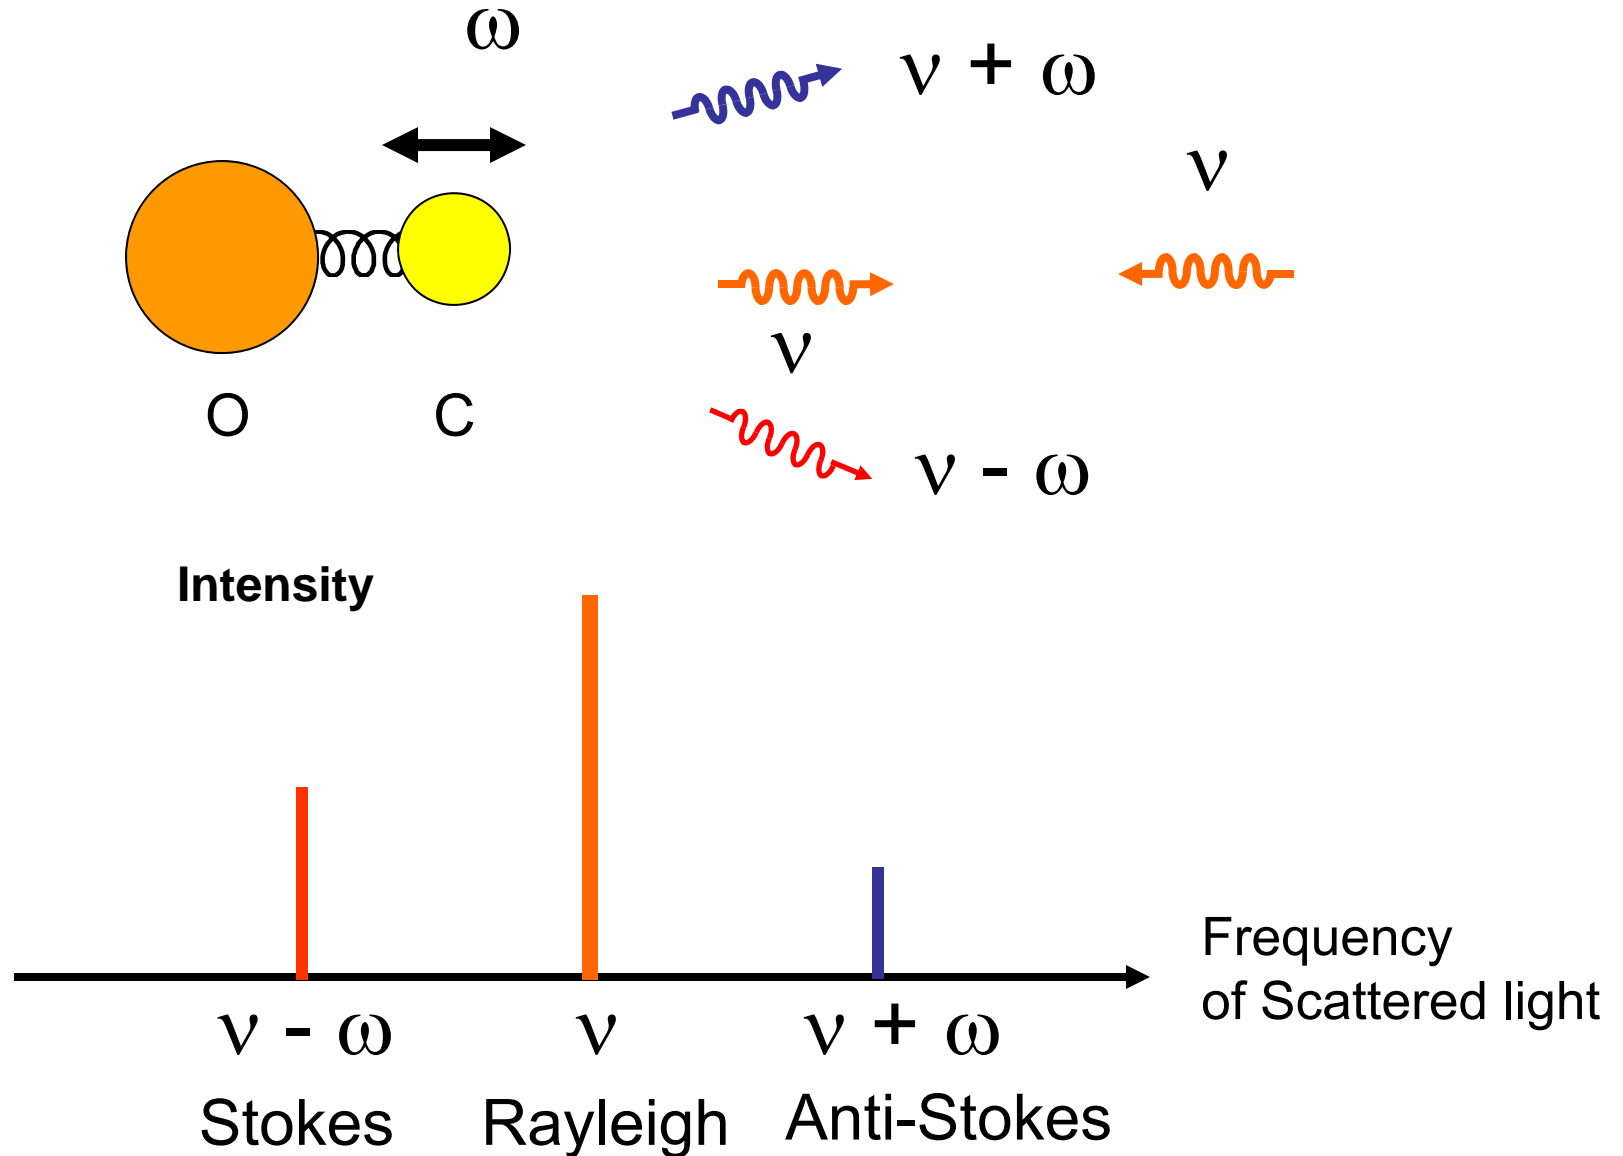 ω
ν + ω
ν
ν
O C
ν - ω
Intensity
Frequency
of Scattered light
ν - ω ν ν + ω
Stokes Rayleigh Anti-Stokes